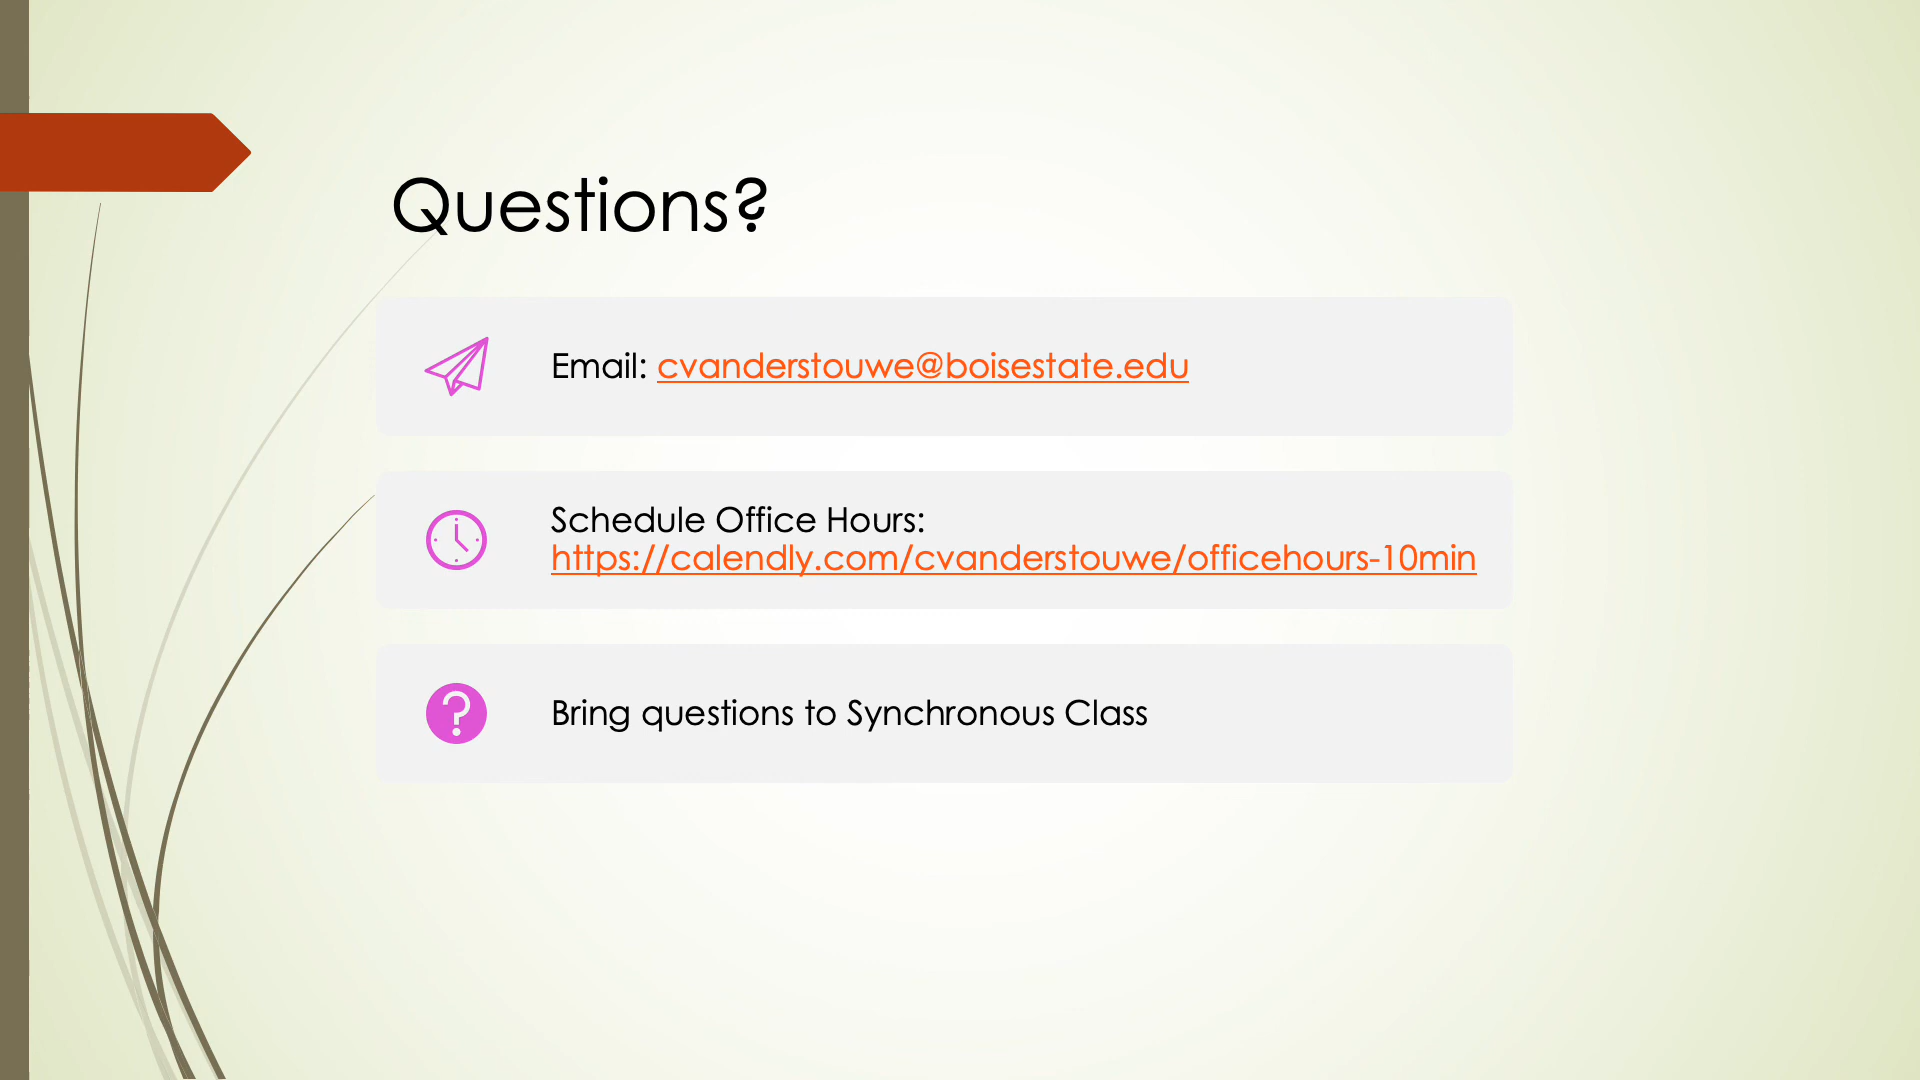 Questions?
Email: cvanderstouwe@boisestate.edu
Schedule Office Hours:
https://calendly.com/cvanderstouwe/officehours-10min
Bring questions to Synchronous Class